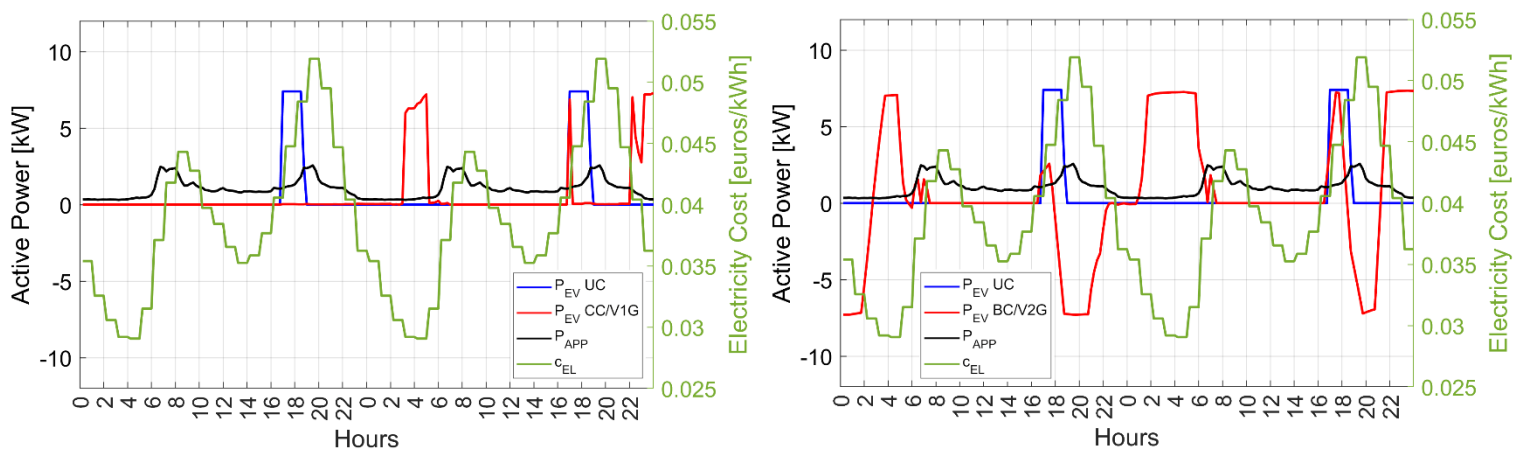 Active Power [kW]
10
5
0
-5
-10
0.055
0.05
0.045
0.040
0.035
0.03
0.025
Electricity Cost [euros/kWh]
P_EV UC
P_EV CC/V1G
P_APP
c_EL
0 2 4 6 8 10 12 14 16 18 20 22 0 2 4 6 8 10 12 14 16 18 20 22
Hours
Active Power [kW]
10
5
0
-5
-10
0.055
0.05
0.045
0.040
0.035
0.03
0.025
Electricity Cost [euros/kWh]
P_EV UC
P_EV BC/V2G
P_APP
c_EL
0 2 4 6 8 10 12 14 16 18 20 22 0 2 4 6 8 10 12 14 16 18 20 22
Hours